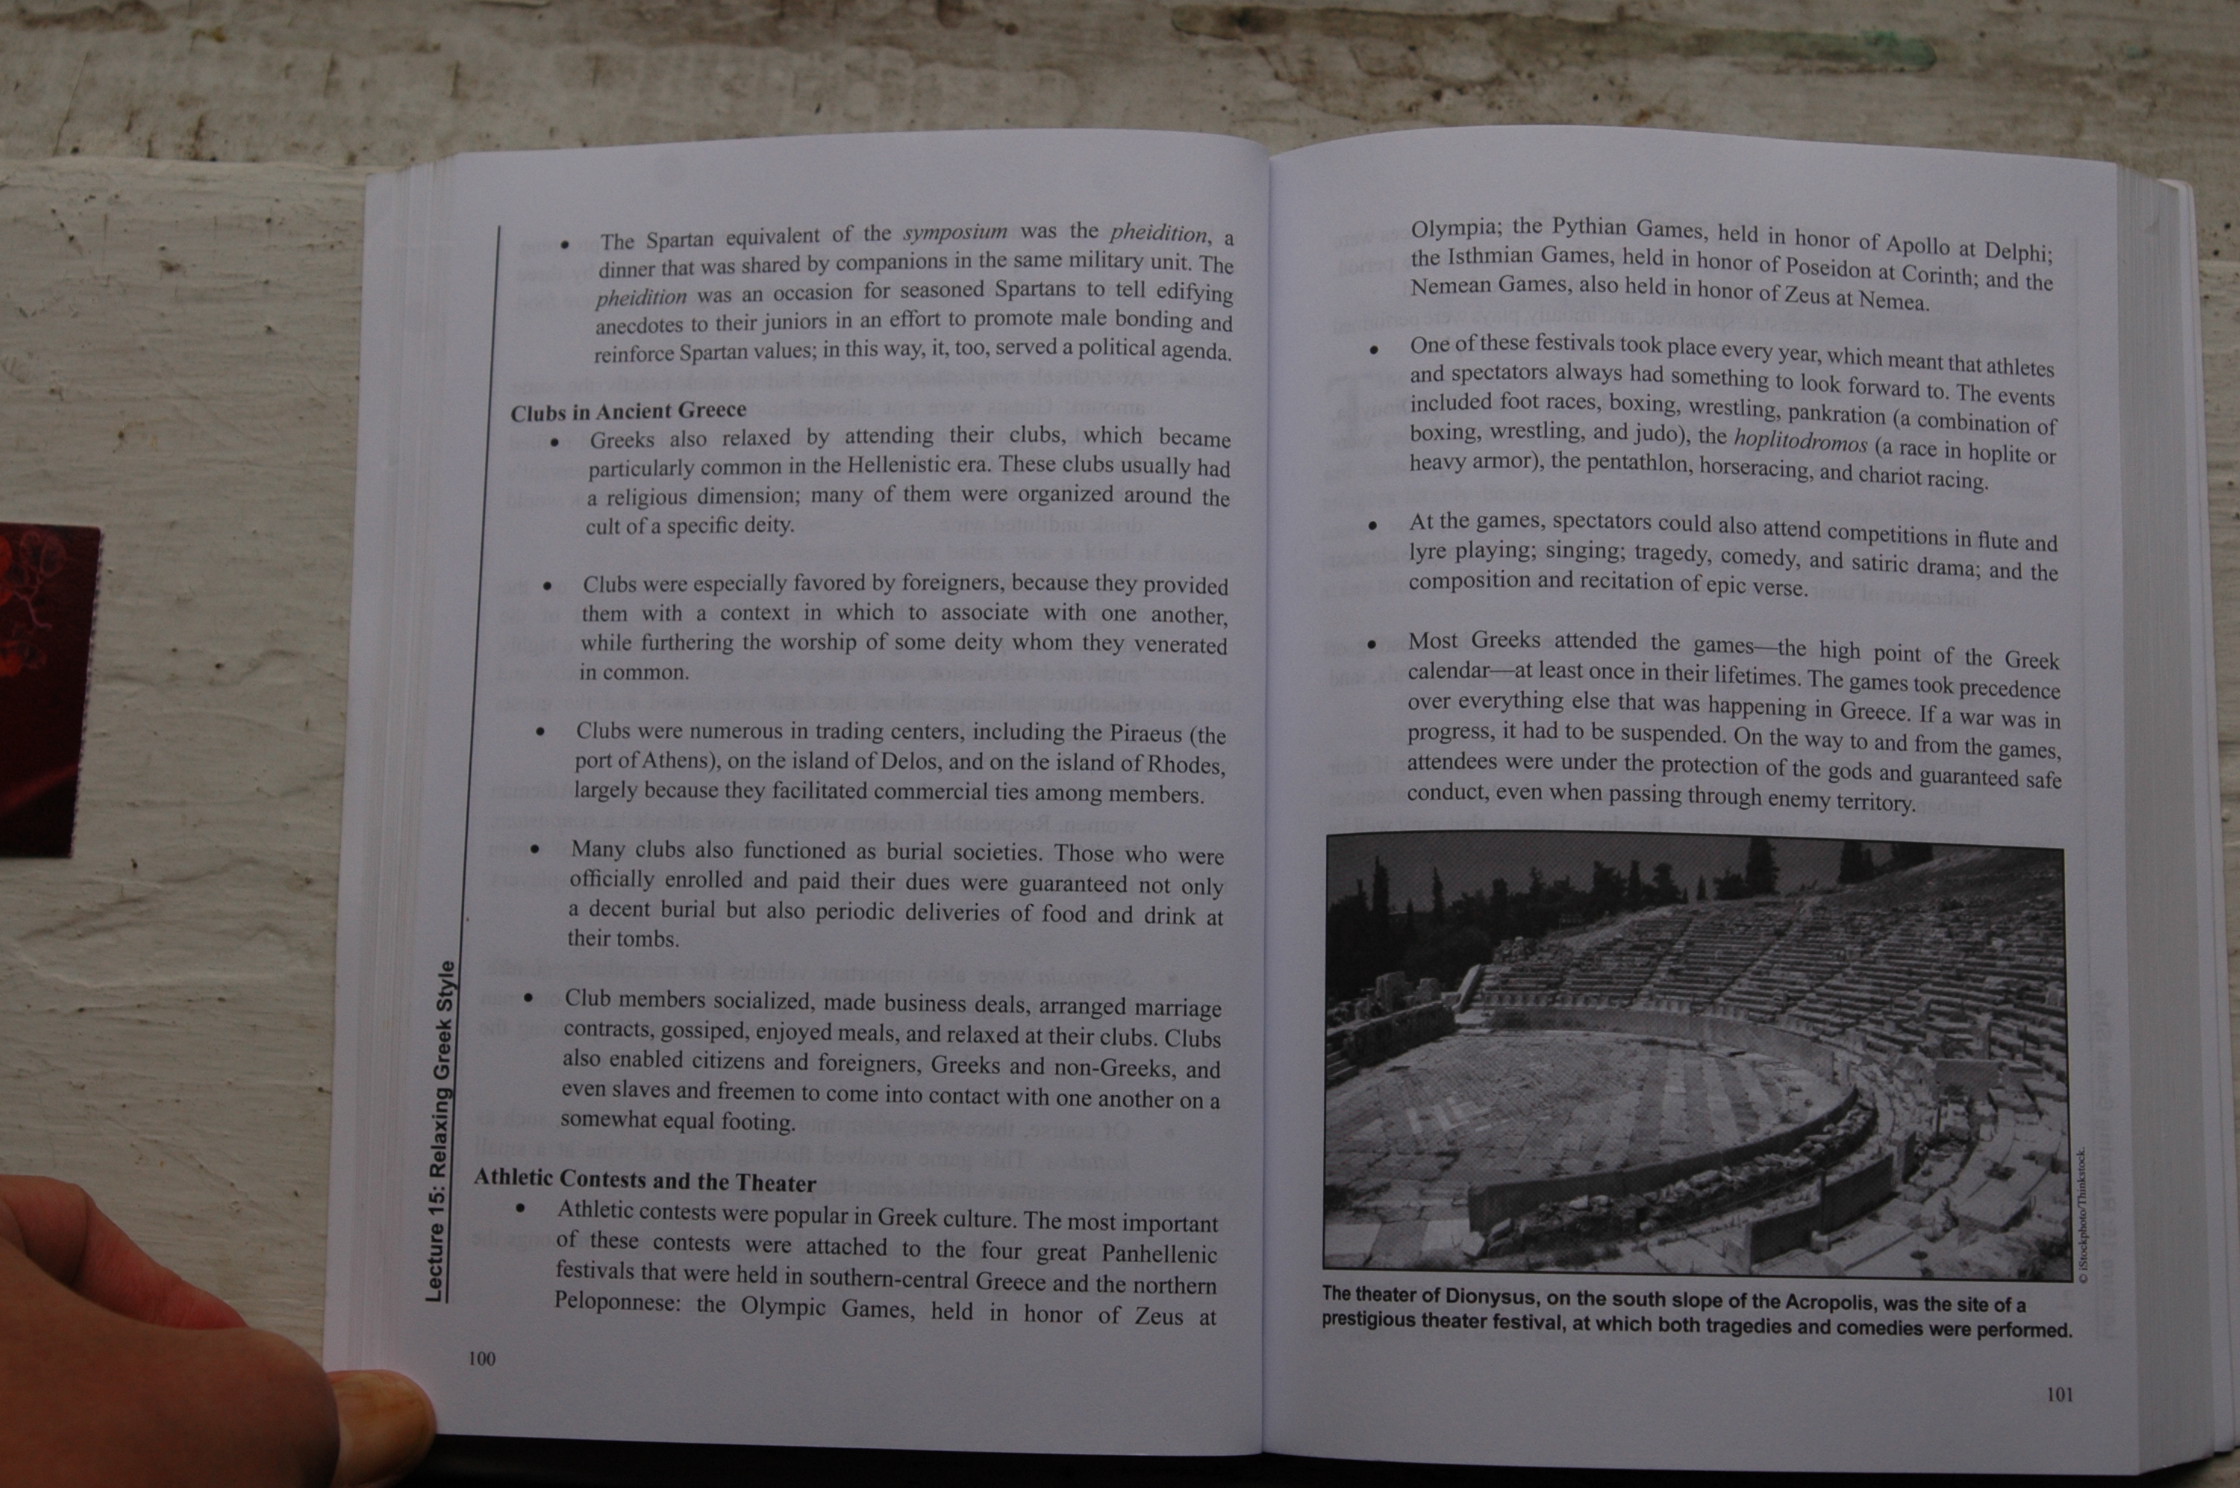 • The Spartan equivalent of the symposium was the pheidition, a
dinner that was shared by companions in the same military unit. The
pheidition was an occasion for seasoned Spartans to tell edifying
anecdotes to their juniors in an effort to promote male bonding and
reinforce Spartan values; in this way, it, too, served a political agenda.
Clubs in Ancient Greece
• Greeks also relaxed by attending their clubs, which became
particularly common in the Hellenistic era. These clubs usually had
a religious dimension; many of them were organized around the
cult of a specific deity.
• Clubs were especially favored by foreigners, because they provided
them with a context in which to associate with one another,
while furthering the worship of some deity whom they venerated
in common.
• Clubs were numerous in trading centers, including the Piraeus (the
port of Athens), on the island of Delos, and on the island of Rhodes,
largely because they facilitated commercial ties among members.
• Many clubs also functioned as burial societies. Those who were
officially enrolled and paid their dues were guaranteed not only
a decent burial but also periodic deliveries of food and drink at
their tombs.
• Club members socialized, made business deals, arranged marriage
contracts, gossiped, enjoyed meals, and relaxed at their clubs. Clubs
also enabled citizens and foreigners, Greeks and non-Greeks, and
even slaves and freemen to come into contact with one another on a
somewhat equal footing.
Athletic Contests and the Theater
• Athletic contests were popular in Greek culture. The most important
of these contests were attached to the four great Panhellenic
festivals that were held in southern-central Greece and the northern
Peloponnese: the Olympic Games, held in honor of Zeus at
Lecture 15: Relaxing Greek Style
100
Olympia; the Pythian Games, held in honor of Apollo at Delphi;
the Isthmian Games, held in honor of Poseidon at Corinth; and the
Nemean Games, also held in honor of Zeus at Nemea.
• One of these festivals took place every year, which meant that athletes
and spectators always had something to look forward to. The events
included foot races, boxing, wrestling, pankration (a combination of
boxing, wrestling, and judo), the hoplitodromos (a race in hoplite or
heavy armor), the pentathlon, horseracing, and chariot racing.
• At the games, spectators could also attend competitions in flute and
lyre playing; singing; tragedy, comedy, and satiric drama; and the
composition and recitation of epic verse.
• Most Greeks attended the games—the high point of the Greek
calendar—at least once in their lifetimes. The games took precedence
over everything else that was happening in Greece. If a war was in
progress, it had to be suspended. On the way to and from the games,
attendees were under the protection of the gods and guaranteed safe
conduct, even when passing through enemy territory.
© iStockphoto/Thinkstock.
The theater of Dionysus, on the south slope of the Acropolis, was the site of a
prestigious theater festival, at which both tragedies and comedies were performed.
101